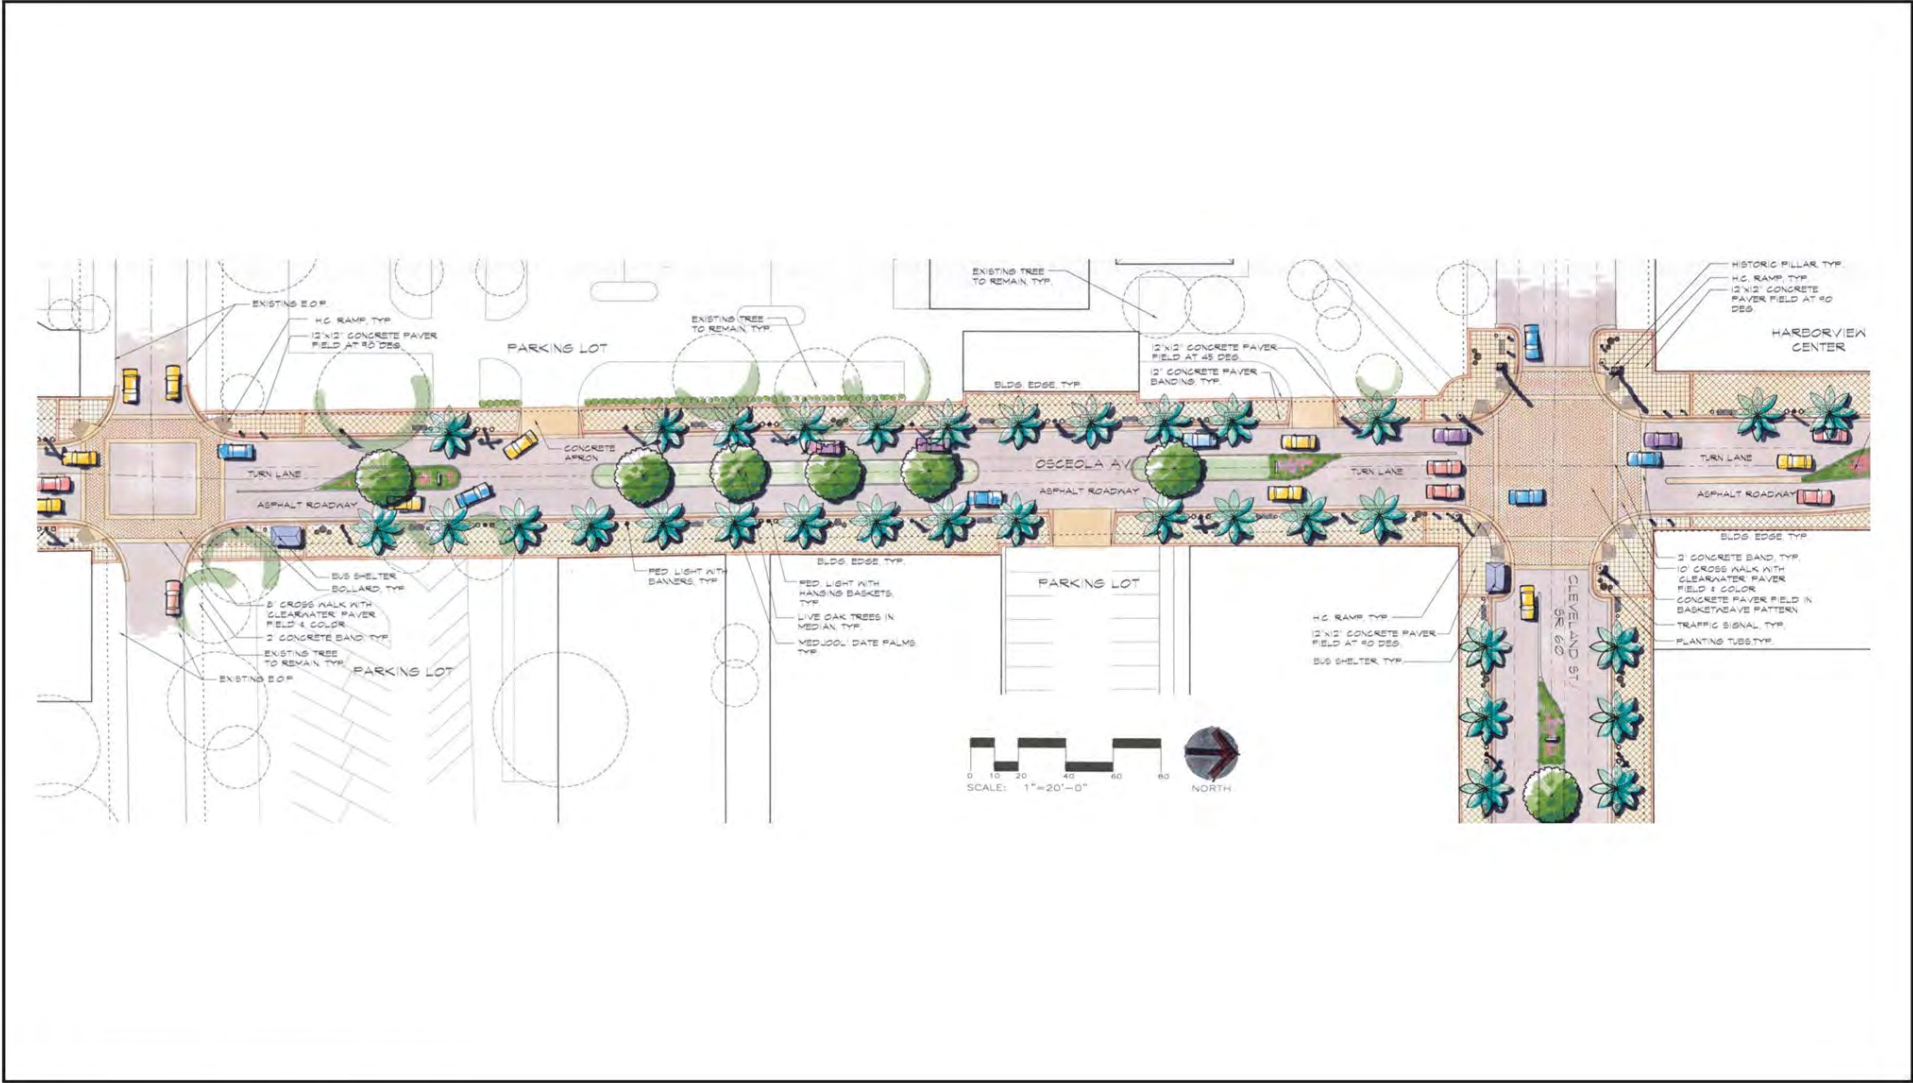 EXISTING E.O.P.
H.C. RAMP, TYP.
12"X12" CONCRETE PAVER
FIELD AT 90 DEG.
PARKING LOT
EXISTING TREE
TO REMAIN, TYP.
EXISTING TREE
TO REMAIN, TYP.
BLDG. EDGE, TYP.
12"X12" CONCRETE PAVER
FIELD AT 45 DEG.
12" CONCRETE PAVER
BANDING, TYP.
HISTORIC PILLAR, TYP.
H.C. RAMP, TYP.
12"X12" CONCRETE
PAVER FIELD AT 90
DEG.
HARBORVIEW
CENTER
CONCRETE
APRON
TURN LANE
ASPHALT ROADWAY
OSCEOLA AV.
ASPHALT ROADWAY
TURN LANE
TURN LANE
ASPHALT ROADWAY
BUS SHELTER
BOLLARD, TYP
8' CROSS WALK WITH
'CLEARWATER' PAVER
FIELD & COLOR
2' CONCRETE BAND, TYP.
EXISTING TREE
TO REMAIN, TYP.
EXISTING E.O.P.
PARKING LOT
PED. LIGHT WITH
BANNERS, TYP
BLDG. EDGE, TYP.
PED. LIGHT WITH
HANGING BASKETS,
TYP
LIVE OAK TREES IN
MEDIAN, TYP.
'MEDJOOL' DATE PALMS,
TYP
PARKING LOT
H.C. RAMP, TYP
12"X12" CONCRETE PAVER
FIELD AT 90 DEG.
BUS SHELTER, TYP.
CLEVELAND ST./
SR 60
BLDG. EDGE, TYP
2' CONCRETE BAND, TYP.
10' CROSS WALK WITH
'CLEARWATER' PAVER
FIELD & COLOR
CONCRETE PAVER FIELD IN
BASKETWEAVE PATTERN
TRAFFIC SIGNAL, TYP.
PLANTING TUBS,TYP.
0 10 20 40 60 80
SCALE: 1"=20'-0"
NORTH